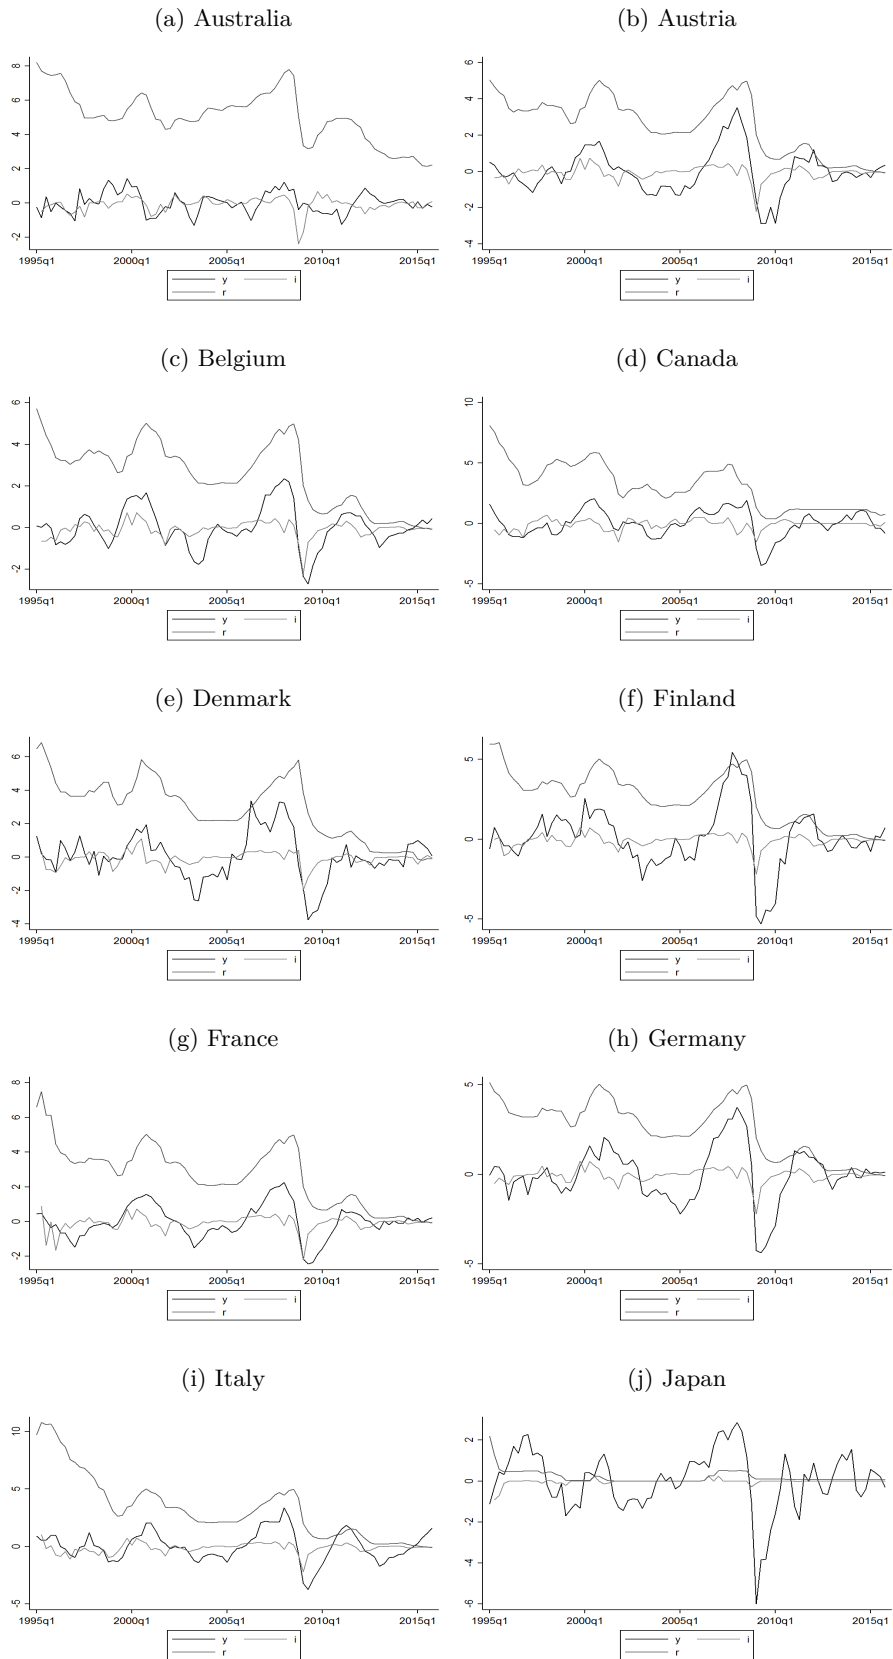 (a) Australia
8
6
4
2
0
-2
1995q1 2000q1 2005q1 2010q1 2015q1
y i
r
(b) Austria
6
4
2
0
-2
-4
1995q1 2000q1 2005q1 2010q1 2015q1
y i
r
(c) Belgium
6
4
2
0
-2
1995q1 2000q1 2005q1 2010q1 2015q1
y i
r
(d) Canada
10
5
0
-5
1995q1 2000q1 2005q1 2010q1 2015q1
y i
r
(e) Denmark
6
4
2
0
-2
-4
1995q1 2000q1 2005q1 2010q1 2015q1
y i
r
(f) Finland
5
0
-5
1995q1 2000q1 2005q1 2010q1 2015q1
y i
r
(g) France
8
6
4
2
0
-2
1995q1 2000q1 2005q1 2010q1 2015q1
y i
r
(h) Germany
5
0
-5
1995q1 2000q1 2005q1 2010q1 2015q1
y i
r
(i) Italy
10
5
0
-5
1995q1 2000q1 2005q1 2010q1 2015q1
y i
r
(j) Japan
2
0
-2
-4
-6
1995q1 2000q1 2005q1 2010q1 2015q1
y i
r